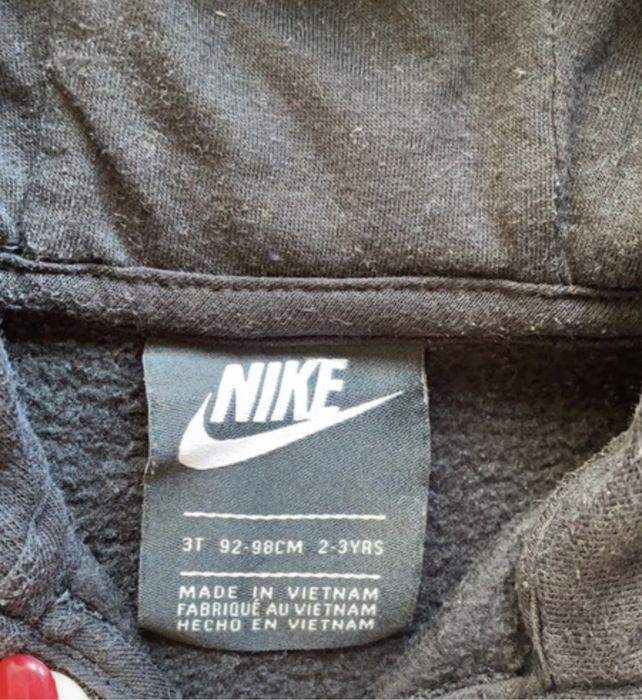 NIKE
3T 92-98CM 2-3YRS
MADE IN VIETNAM
FABRIQUÉ AU VIETNAM
HECHO EN VIETNAM